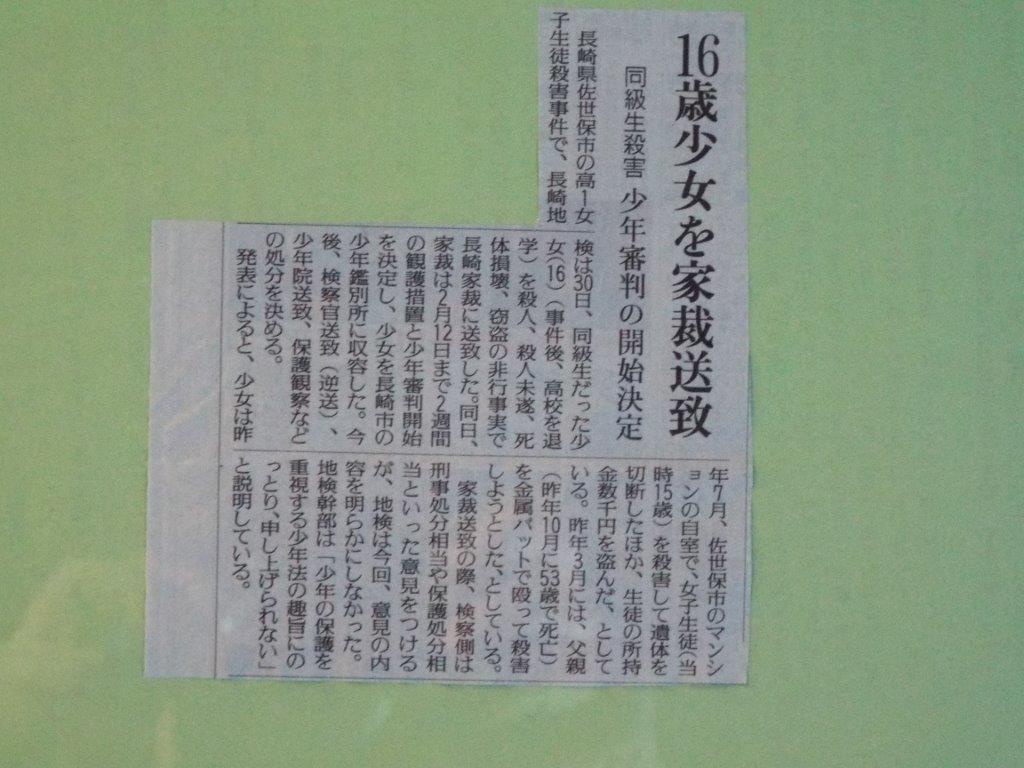 16歳少女を家裁送致
同級生殺害 少年審判の開始決定
長崎県佐世保市の高1女
子生徒殺害事件で、長崎地
検は30日、同級生だった少
女(16)(事件後、高校を退
学)を殺人、殺人未遂、死
体損壊、窃盗の非行事実で
長崎家裁に送致した。同日、
家裁は2月12日まで2週間
の観護措置と少年審判開始
を決定し、少女を長崎市の
少年鑑別所に収容した。今
後、検察官送致(逆送)、
少年院送致、保護観察など
の処分を決める。
発表によると、少女は昨
年7月、佐世保市のマンシ
ョンの自室で、女子生徒(当
時15歳)を殺害して遺体を
切断したほか、生徒の所持
金数千円を盗んだ、として
いる。昨年3月には、父親
(昨年10月に53歳で死亡)
を金属バットで殴って殺害
しようとした、としている。
家裁送致の際、検察側は
刑事処分相当や保護処分相
当といった意見をつける
が、地検は今回、意見の内
容を明らかにしなかった。
地検幹部は「少年の保護を
重視する少年法の趣旨にの
っとり、申し上げられない」
と説明している。